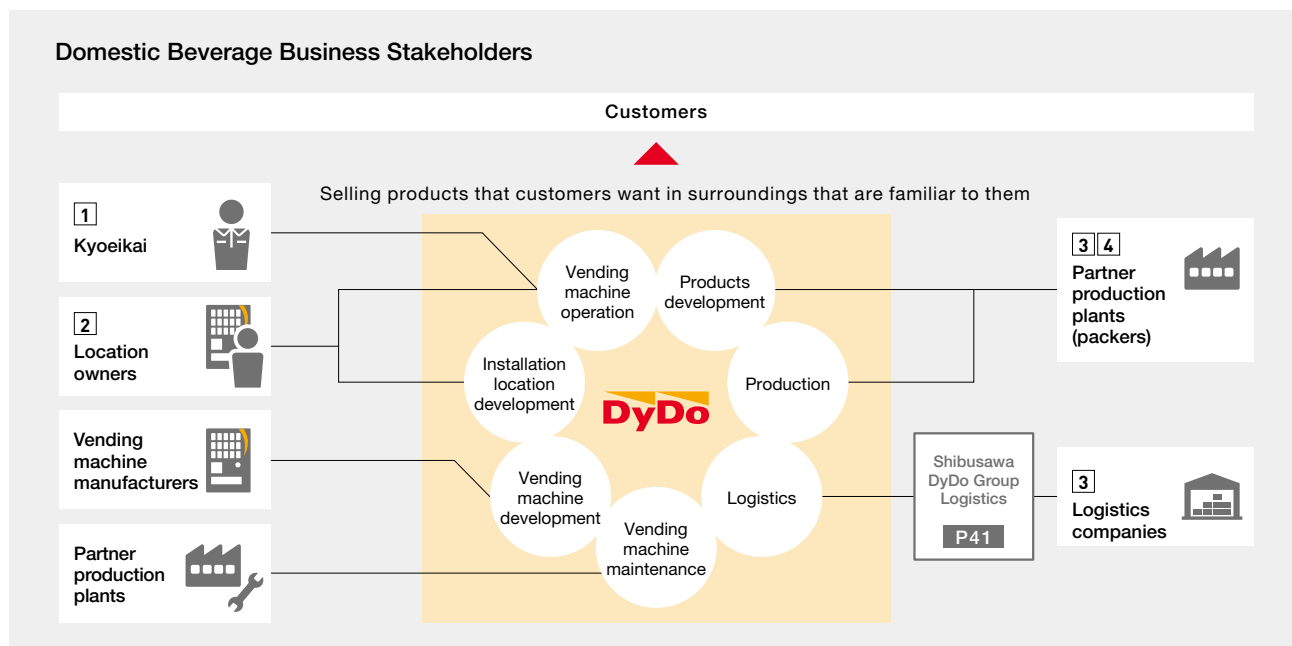 Domestic Beverage Business Stakeholders
Customers
Selling products that customers want in surroundings that are familiar to them
1
Kyoeikai
2
Location
owners
Vending
machine
manufacturers
Partner
production
plants
Vending
machine
operation
Products
development
Installation
location
development
Production
DyDo
Vending
machine
development
Logistics
Vending
machine
maintenance
3 4
Partner
production
plants
(packers)
Shibusawa
DyDo Group
Logistics
P41
3
Logistics
companies